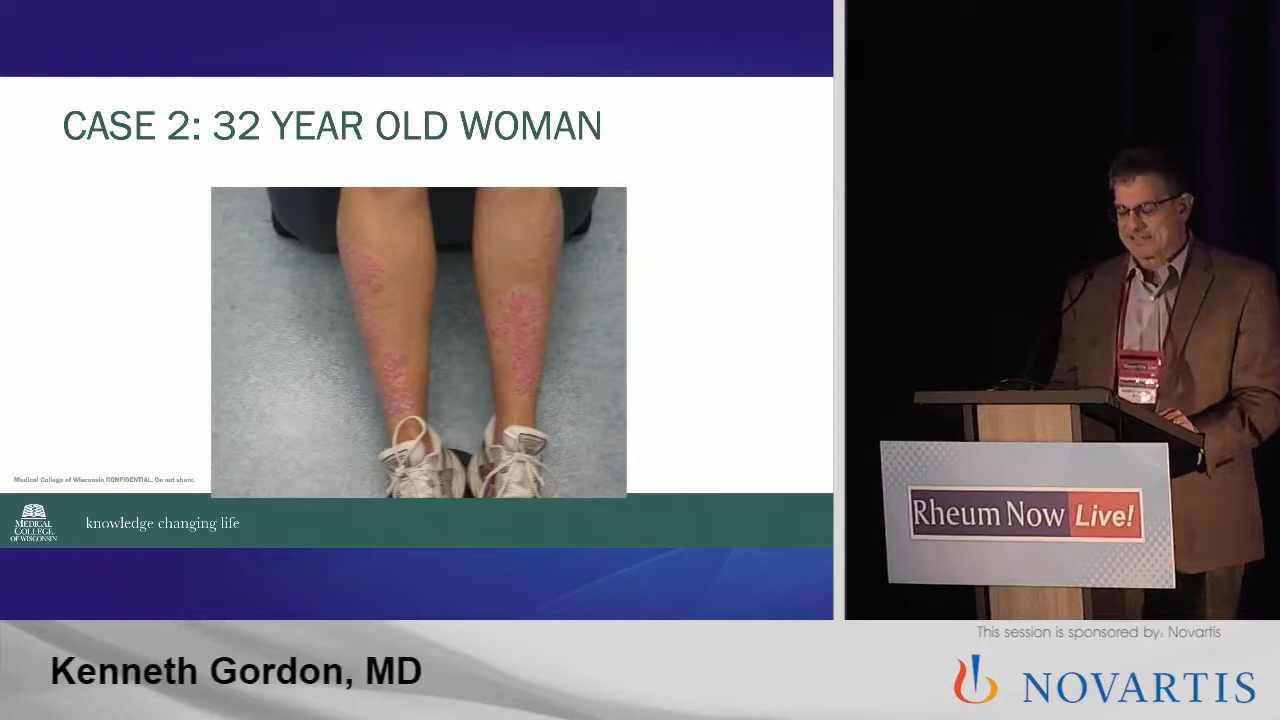 CASE 2: 32 YEAR OLD WOMAN
Medical College of Wisconsin CONFIDENTIAL. Do not share.
MEDICAL
COLLEGE
OF WISCONSIN
knowledge changing life
Rheum Now Live!
This session is sponsored by: Novartis
Kenneth Gordon, MD
NOVARTIS